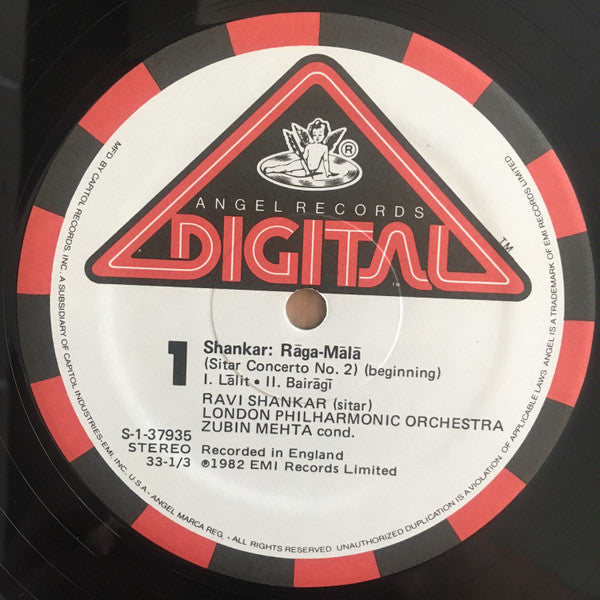 ®
ANGEL RECORDS
DIGITAL
™
TM
1
Shankar: Rāga-Mālā
(Sitar Concerto No. 2) (beginning)
I. Lālit • II. Bairāgī
RAVI SHANKAR (sitar)
LONDON PHILHARMONIC ORCHESTRA
ZUBIN MEHTA cond.
S-1-37935
STEREO
33-1/3
Recorded in England
℗1982 EMI Records Limited
MFD BY CAPITOL RECORDS, INC. A SUBSIDIARY OF CAPITOL INDUSTRIES-EMI, INC. U.S.A. • ANGEL MARCA REG. • ALL RIGHTS RESERVED. UNAUTHORIZED DUPLICATION IS A VIOLATION OF APPLICABLE LAWS. ANGEL IS A TRADEMARK OF EMI RECORDS LIMITED